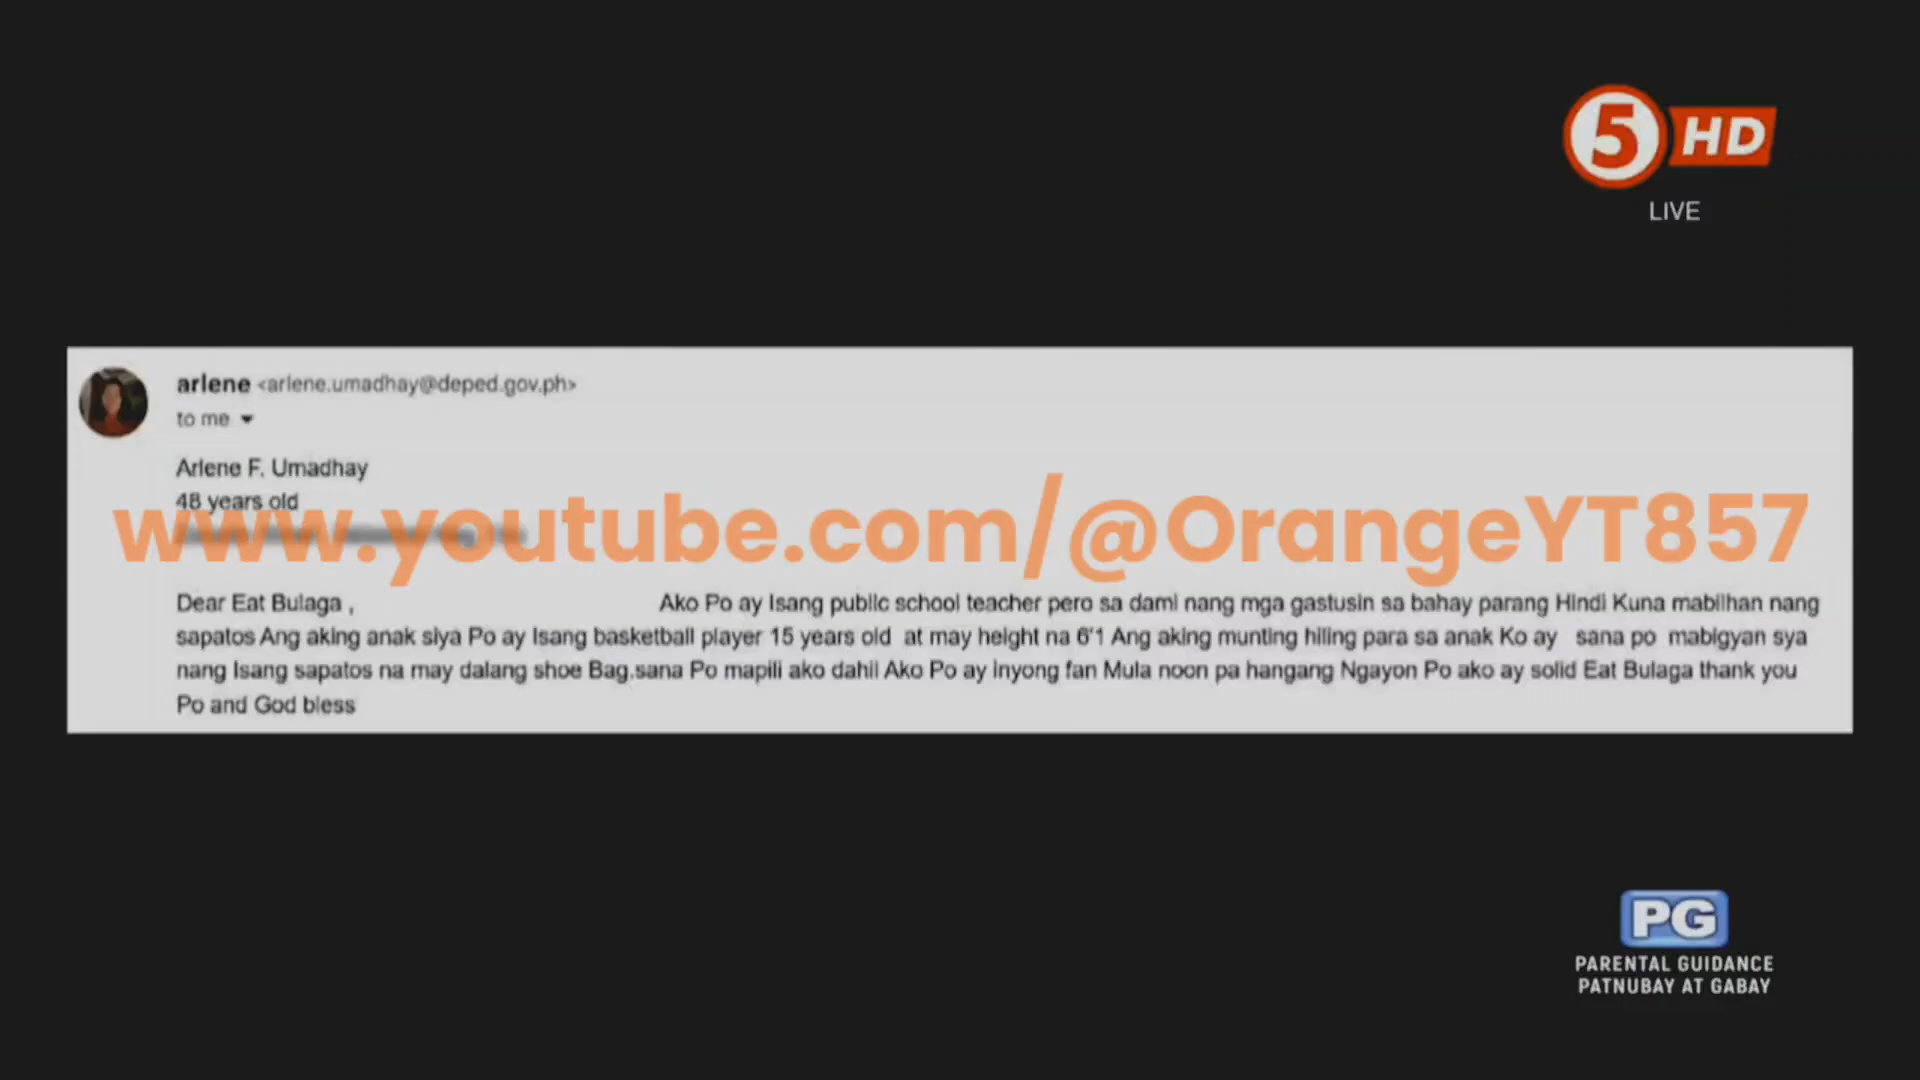 5 HD
LIVE
arlene <arlene.umadhay@deped.gov.ph>
to me
Arlene F. Umadhay
48 years old
www.youtube.com/@OrangeYT857
Dear Eat Bulaga , Ako Po ay Isang public school teacher pero sa dami nang mga gastusin sa bahay parang Hindi Kuna mabilhan nang
sapatos Ang aking anak siya Po ay Isang basketball player 15 years old at may height na 6'1 Ang aking munting hiling para sa anak Ko ay sana po mabigyan sya
nang Isang sapatos na may dalang shoe Bag.sana Po mapili ako dahil Ako Po ay inyong fan Mula noon pa hangang Ngayon Po ako ay solid Eat Bulaga thank you
Po and God bless
PG
PARENTAL GUIDANCE
PATNUBAY AT GABAY